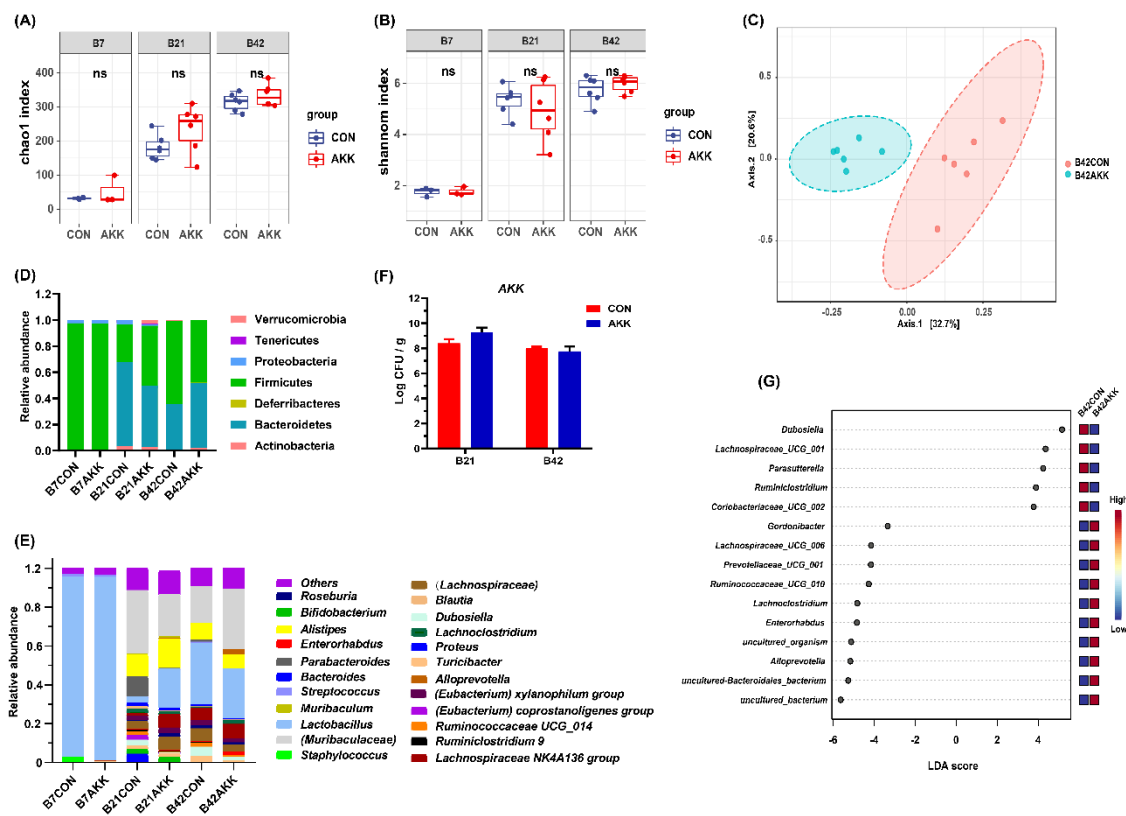 (A)
B7
B21
B42
ns
ns
ns
chao1 index
400
300
200
100
0
CON
AKK
CON
AKK
CON
AKK
group
CON
AKK
(B)
B7
B21
B42
ns
ns
ns
shannom index
6
4
2
CON
AKK
CON
AKK
CON
AKK
group
CON
AKK
(C)
Axis.2 [20.6%]
0.5
0.0
-0.5
-0.25
0.00
0.25
Axis.1 [32.7%]
B42CON
B42AKK
(D)
Relative abundance
1.2
1.0
0.8
0.6
0.4
0.2
0.0
B7CON
B7AKK
B21CON
B21AKK
B42CON
B42AKK
Verrucomicrobia
Tenericutes
Proteobacteria
Firmicutes
Deferribacteres
Bacteroidetes
Actinobacteria
(F)
AKK
Log CFU / g
12
10
8
6
4
2
0
B21
B42
CON
AKK
(E)
Relative abundance
1.2
0.8
0.6
0.4
0.2
0
B7CON
B7AKK
B21CON
B21AKK
B42CON
B42AKK
Others
Roseburia
Bifidobacterium
Alistipes
Enterorhabdus
Parabacteroides
Bacteroides
Streptococcus
Muribaculum
Lactobacillus
(Muribaculaceae)
Staphylococcus
(Lachnospiraceae)
Blautia
Dubosiella
Lachnoclostridium
Proteus
Turicibacter
Alloprevotella
(Eubacterium) xylanophilum group
(Eubacterium) coprostanoligenes group
Ruminococcaceae UCG_014
Ruminiclostridium 9
Lachnospiraceae NK4A136 group
(G)
B42CON
B42AKK
Dubosiella
Lachnospiraceae_UCG_001
Parasutterella
Ruminiclostridium
Coriobacteriaceae_UCG_002
Gordonibacter
Lachnospiraceae_UCG_006
Prevotellaceae_UCG_001
Ruminococcaceae_UCG_010
Lachnoclostridium
Enterorhabdus
uncultured_organism
Alloprevotella
uncultured-Bacteroidales_bacterium
uncultured_bacterium
-6
-4
-2
0
2
4
LDA score
High
Low